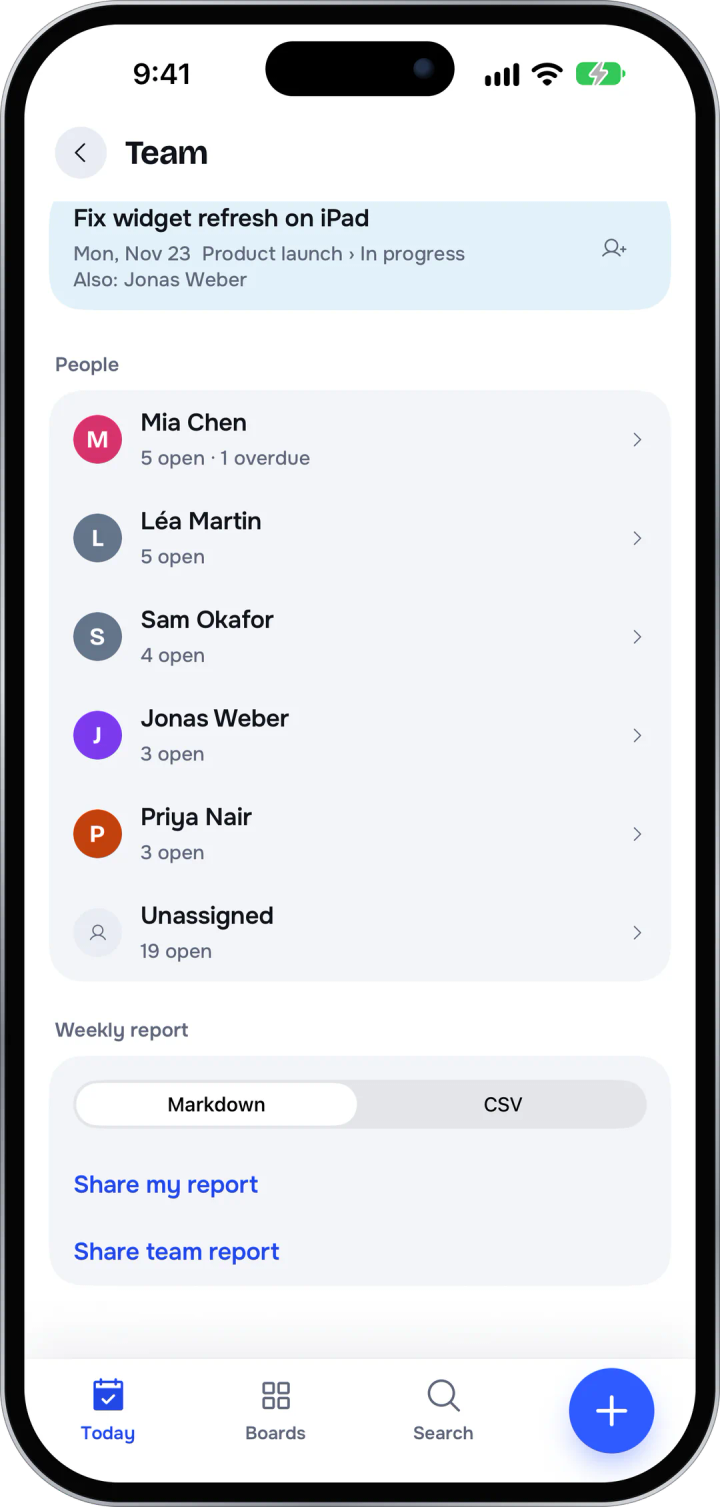 9:41
Team
Fix widget refresh on iPad
Mon, Nov 23  Product launch › In progress
Also: Jonas Weber
People
M
Mia Chen
5 open · 1 overdue
L
Léa Martin
5 open
S
Sam Okafor
4 open
J
Jonas Weber
3 open
P
Priya Nair
3 open
Unassigned
19 open
Weekly report
Markdown
CSV
Share my report
Share team report
Today
Boards
Search